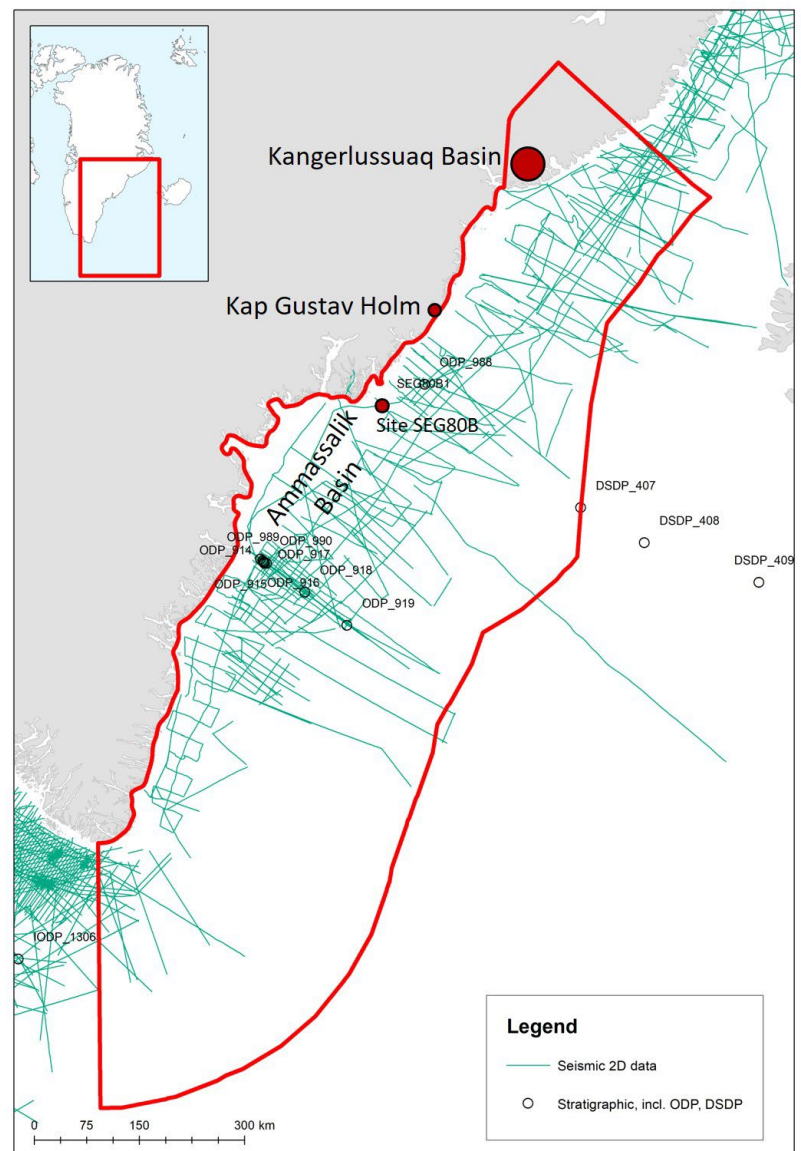 Kangerlussuaq Basin
Kap Gustav Holm
ODP_988
SEG80B1
Site SEG80B
Ammassalik
Basin
DSDP_407
DSDP_408
DSDP_409
ODP_989
ODP_990
ODP_914
ODP_917
ODP_918
ODP_915
ODP_916
ODP_919
IODP_1306
Legend
Seismic 2D data
Stratigraphic, incl. ODP, DSDP
0 75 150 300 km